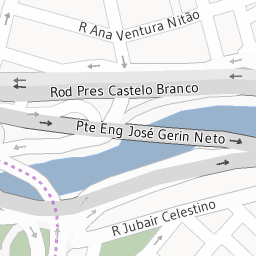 R Ana Ventura Nitão
Rod Pres Castelo Branco
Pte Eng José Gerin Neto
R Jubair Celestino